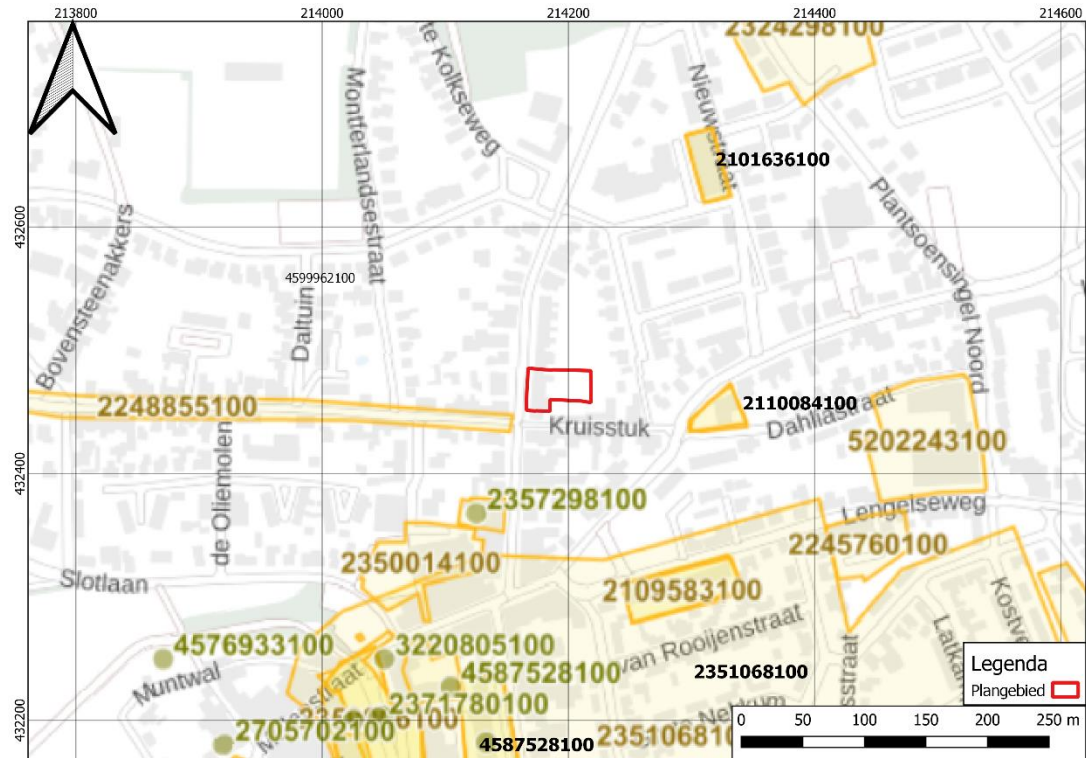 213800
214000
214200
214400
214600
432600
432400
432200
2324298100
te Kolkseweg
Montferlandsestraat
Nieuwstraat
2101636100
Plantsoensingel Noord
Bovensteenakkers
4599962100
Daltuin
2248855100
Kruisstuk
2110084100
Dahliastraat
5202243100
de Oliemolen
2357298100
Lengelseweg
2350014100
2245760100
Slotlaan
2109583100
4576933100
3220805100
van Rooijenstraat
4587528100
2351068100
Muntwal
2371780100
2705702100
4587528100
Legenda
Plangebied
0 50 100 150 200 250 m